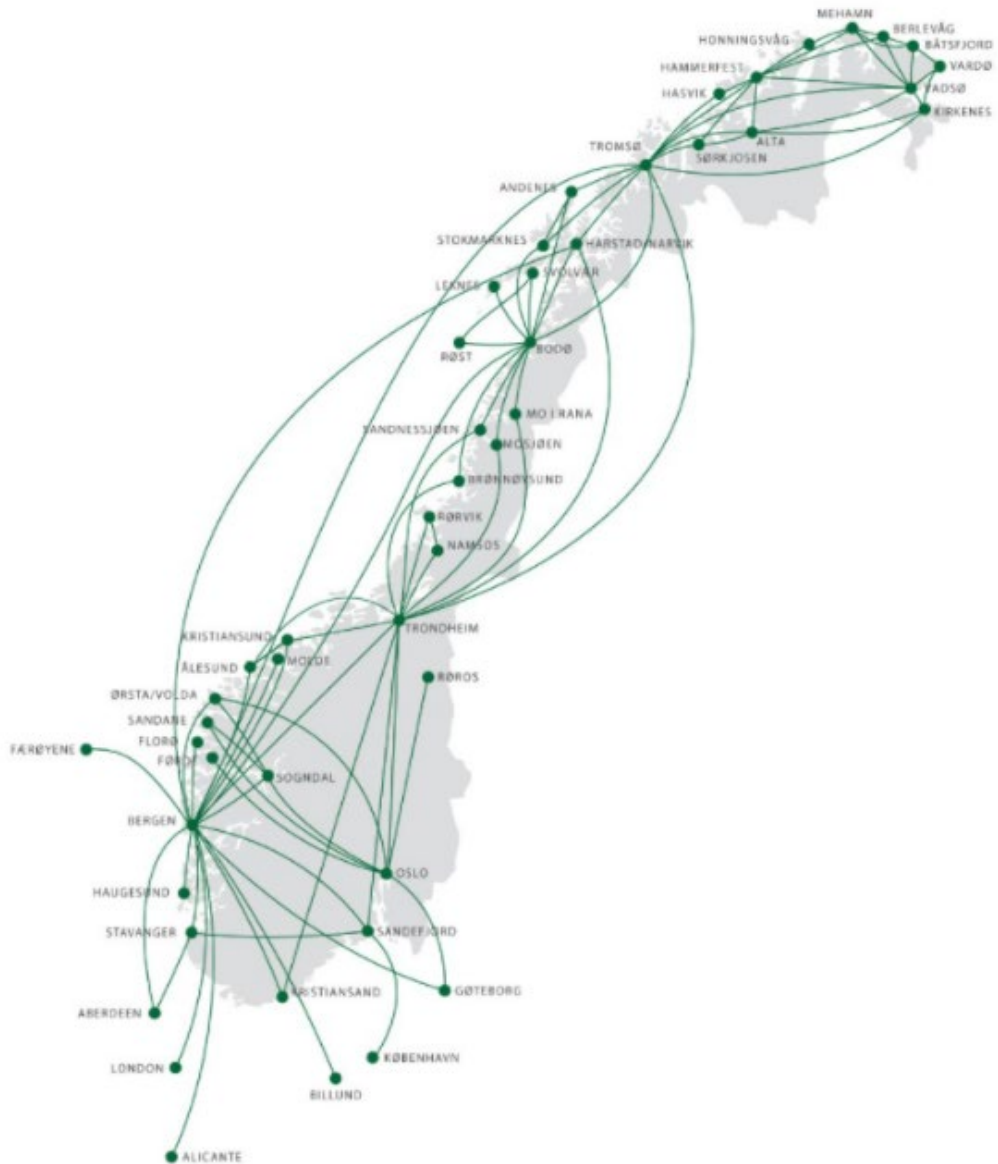 MEHAMN
BERLEVÅG
HONNINGSVÅG
BÅTSFJORD
HAMMERFEST
VARDØ
HASVIK
VADSØ
KIRKENES
TROMSØ
ALTA
SØRKJOSEN
ANDENES
STOKMARKNES
HARSTAD/NARVIK
SVOLVÆR
LEKNES
RØST
BODØ
MO I RANA
SANDNESSJØEN
MOSJØEN
BRØNNØYSUND
RØRVIK
NAMSOS
TRONDHEIM
KRISTIANSUND
MOLDE
ÅLESUND
RØROS
ØRSTA/VOLDA
SANDANE
FLORØ
FÆRØYENE
FØRDE
SOGNDAL
BERGEN
OSLO
HAUGESUND
STAVANGER
SANDEFJORD
KRISTIANSAND
GØTEBORG
ABERDEEN
KØBENHAVN
LONDON
BILLUND
ALICANTE